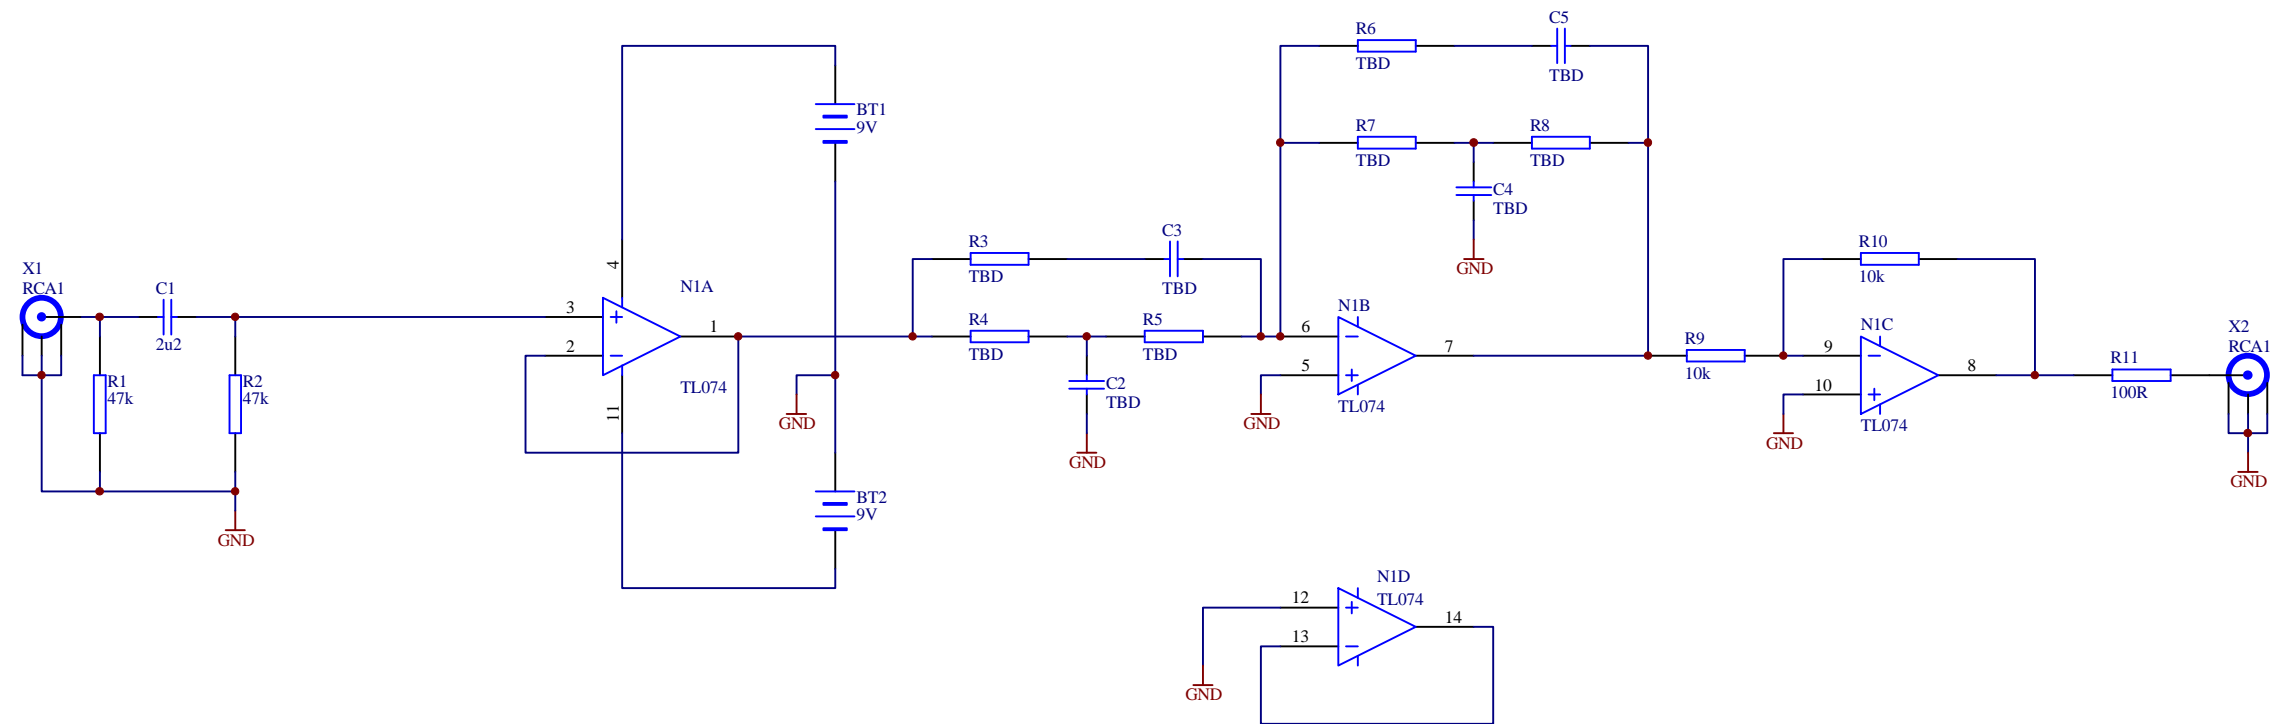 X1
RCA1
C1
2u2
R1
47k
R2
47k
GND
4
3
2
11
1
N1A
TL074
BT1
9V
GND
BT2
9V
R3
TBD
C3
TBD
R4
TBD
R5
TBD
C2
TBD
GND
R6
TBD
C5
TBD
R7
TBD
R8
TBD
C4
TBD
GND
N1B
6
5
7
TL074
GND
R9
10k
R10
10k
N1C
9
10
8
TL074
GND
R11
100R
X2
RCA1
GND
N1D
TL074
12
13
14
GND